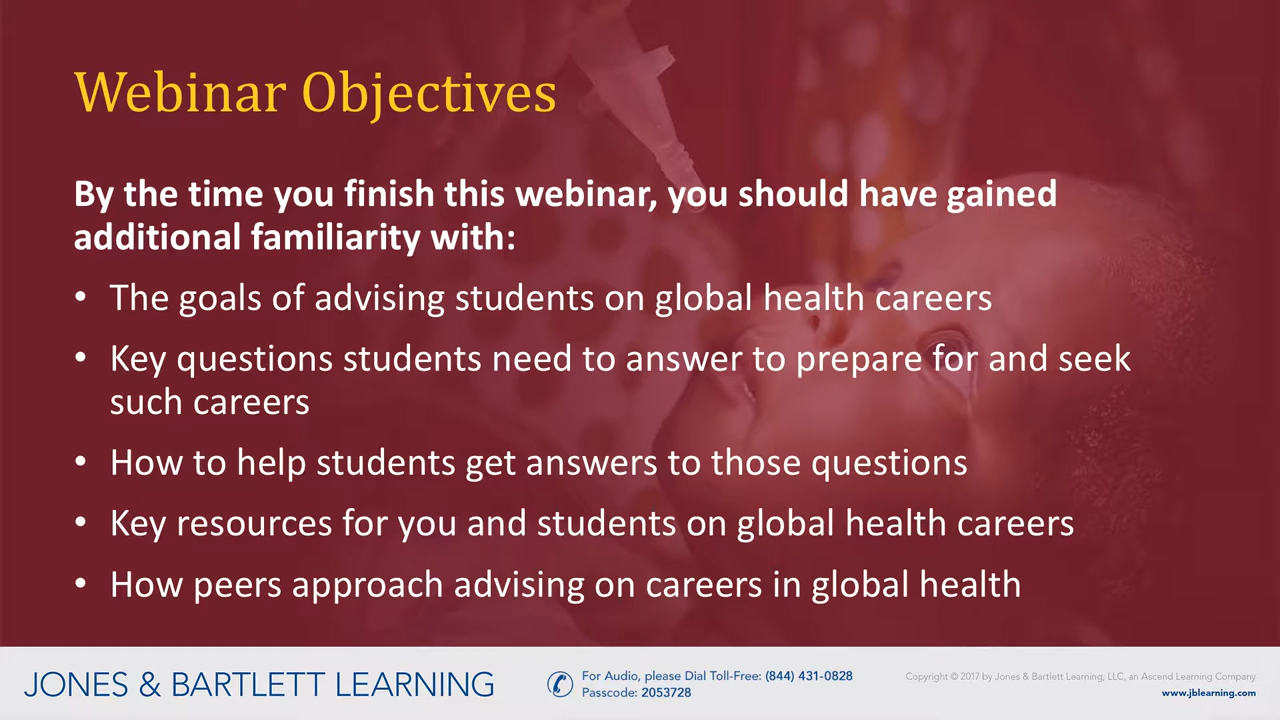 Webinar Objectives
By the time you finish this webinar, you should have gained
additional familiarity with:
• The goals of advising students on global health careers
• Key questions students need to answer to prepare for and seek
such careers
• How to help students get answers to those questions
• Key resources for you and students on global health careers
• How peers approach advising on careers in global health
JONES & BARTLETT LEARNING
For Audio, please Dial Toll-Free: (844) 431-0828
Passcode: 2053728
Copyright © 2017 by Jones & Bartlett Learning, LLC, an Ascend Learning Company
www.jblearning.com